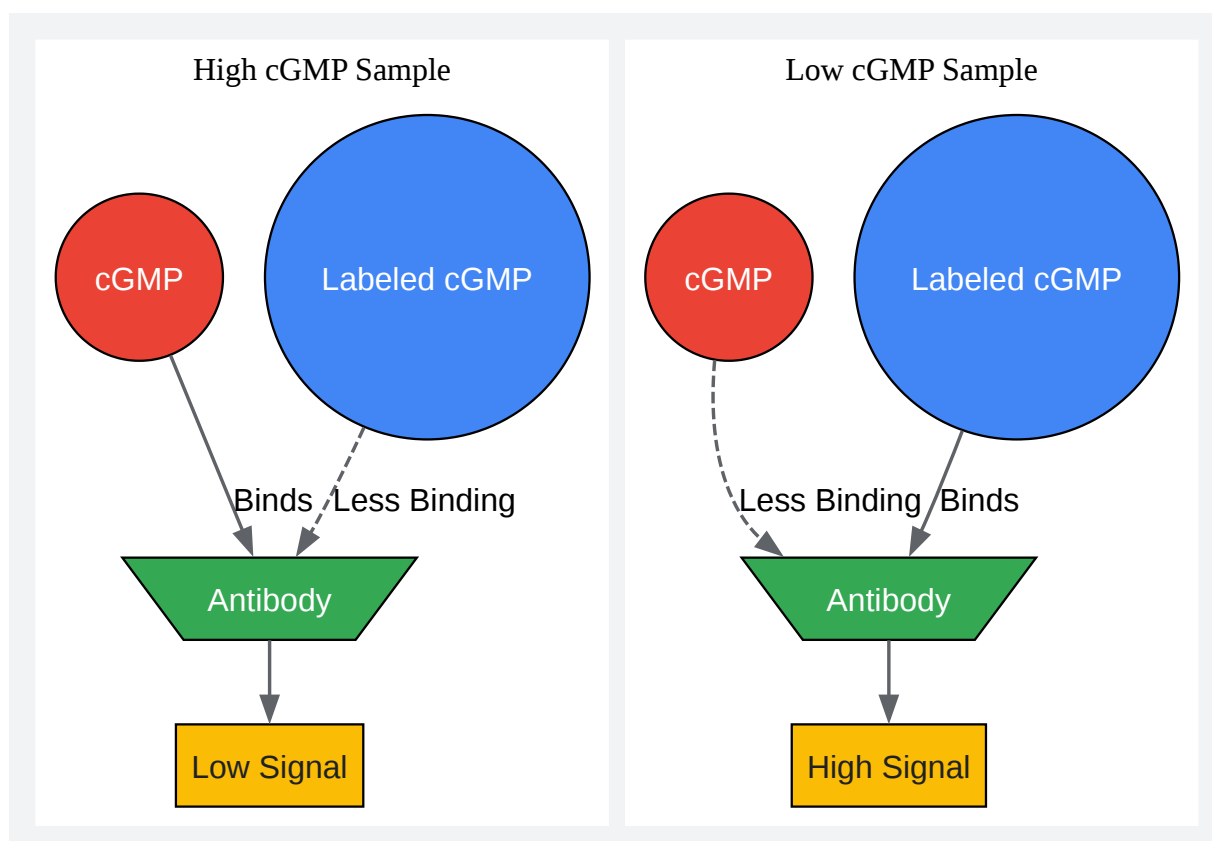 High cGMP Sample
cGMP
Labeled cGMP
Binds
Less Binding
Antibody
Low Signal
Low cGMP Sample
cGMP
Labeled cGMP
Less Binding
Binds
Antibody
High Signal